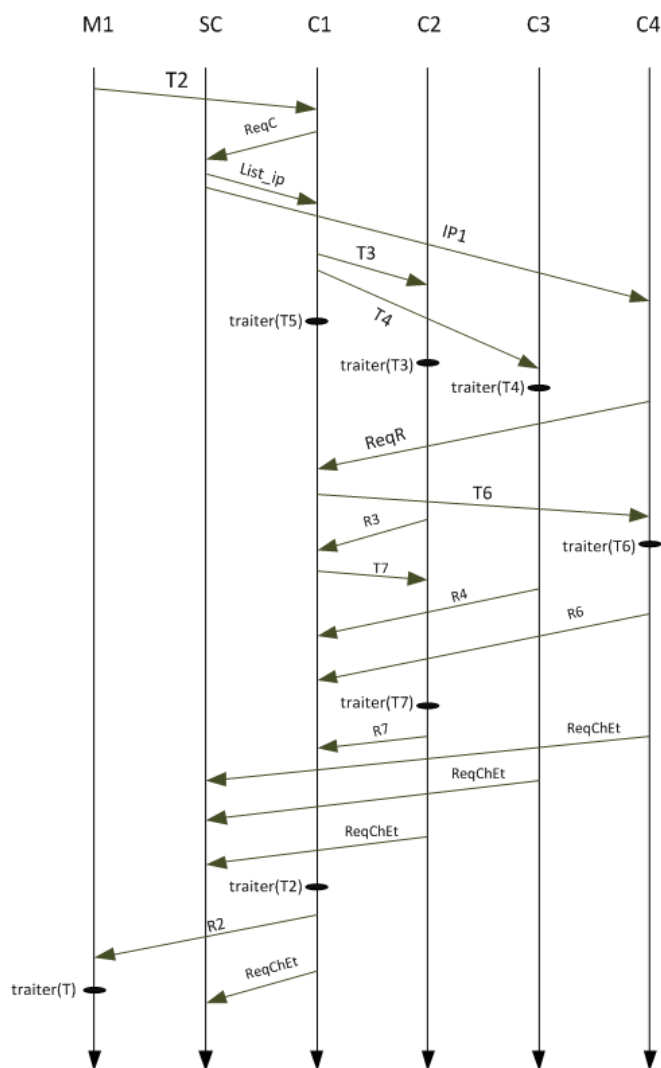 M1 SC C1 C2 C3 C4
T2
ReqC
List_ip
IP1
T3
T4
traiter(T5)
traiter(T3)
traiter(T4)
ReqR
T6
R3
traiter(T6)
T7
R4
R6
traiter(T7)
R7
ReqChEt
ReqChEt
ReqChEt
traiter(T2)
R2
ReqChEt
traiter(T)